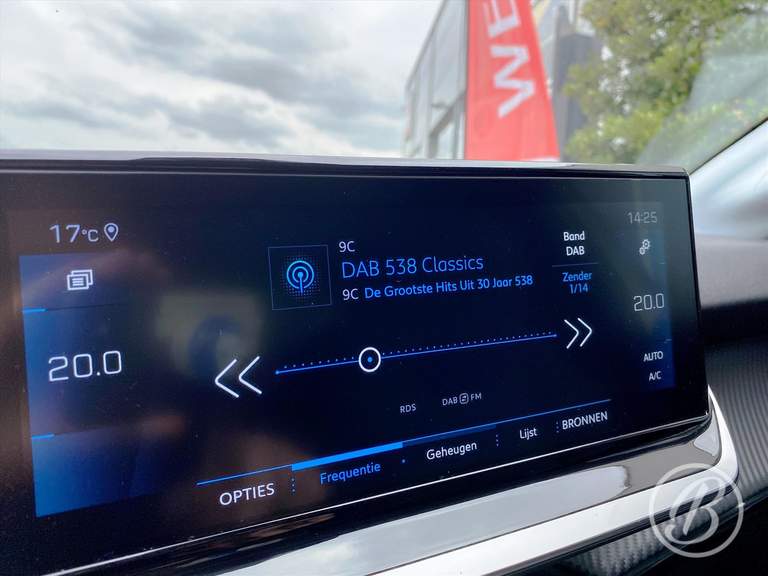 WE
17°C
14:25
9C
DAB 538 Classics
9C De Grootste Hits Uit 30 Jaar 538
Band
DAB
Zender
1/14
20.0
20.0
AUTO
A/C
RDS
DAB FM
OPTIES
Frequentie
Geheugen
Lijst
BRONNEN
B